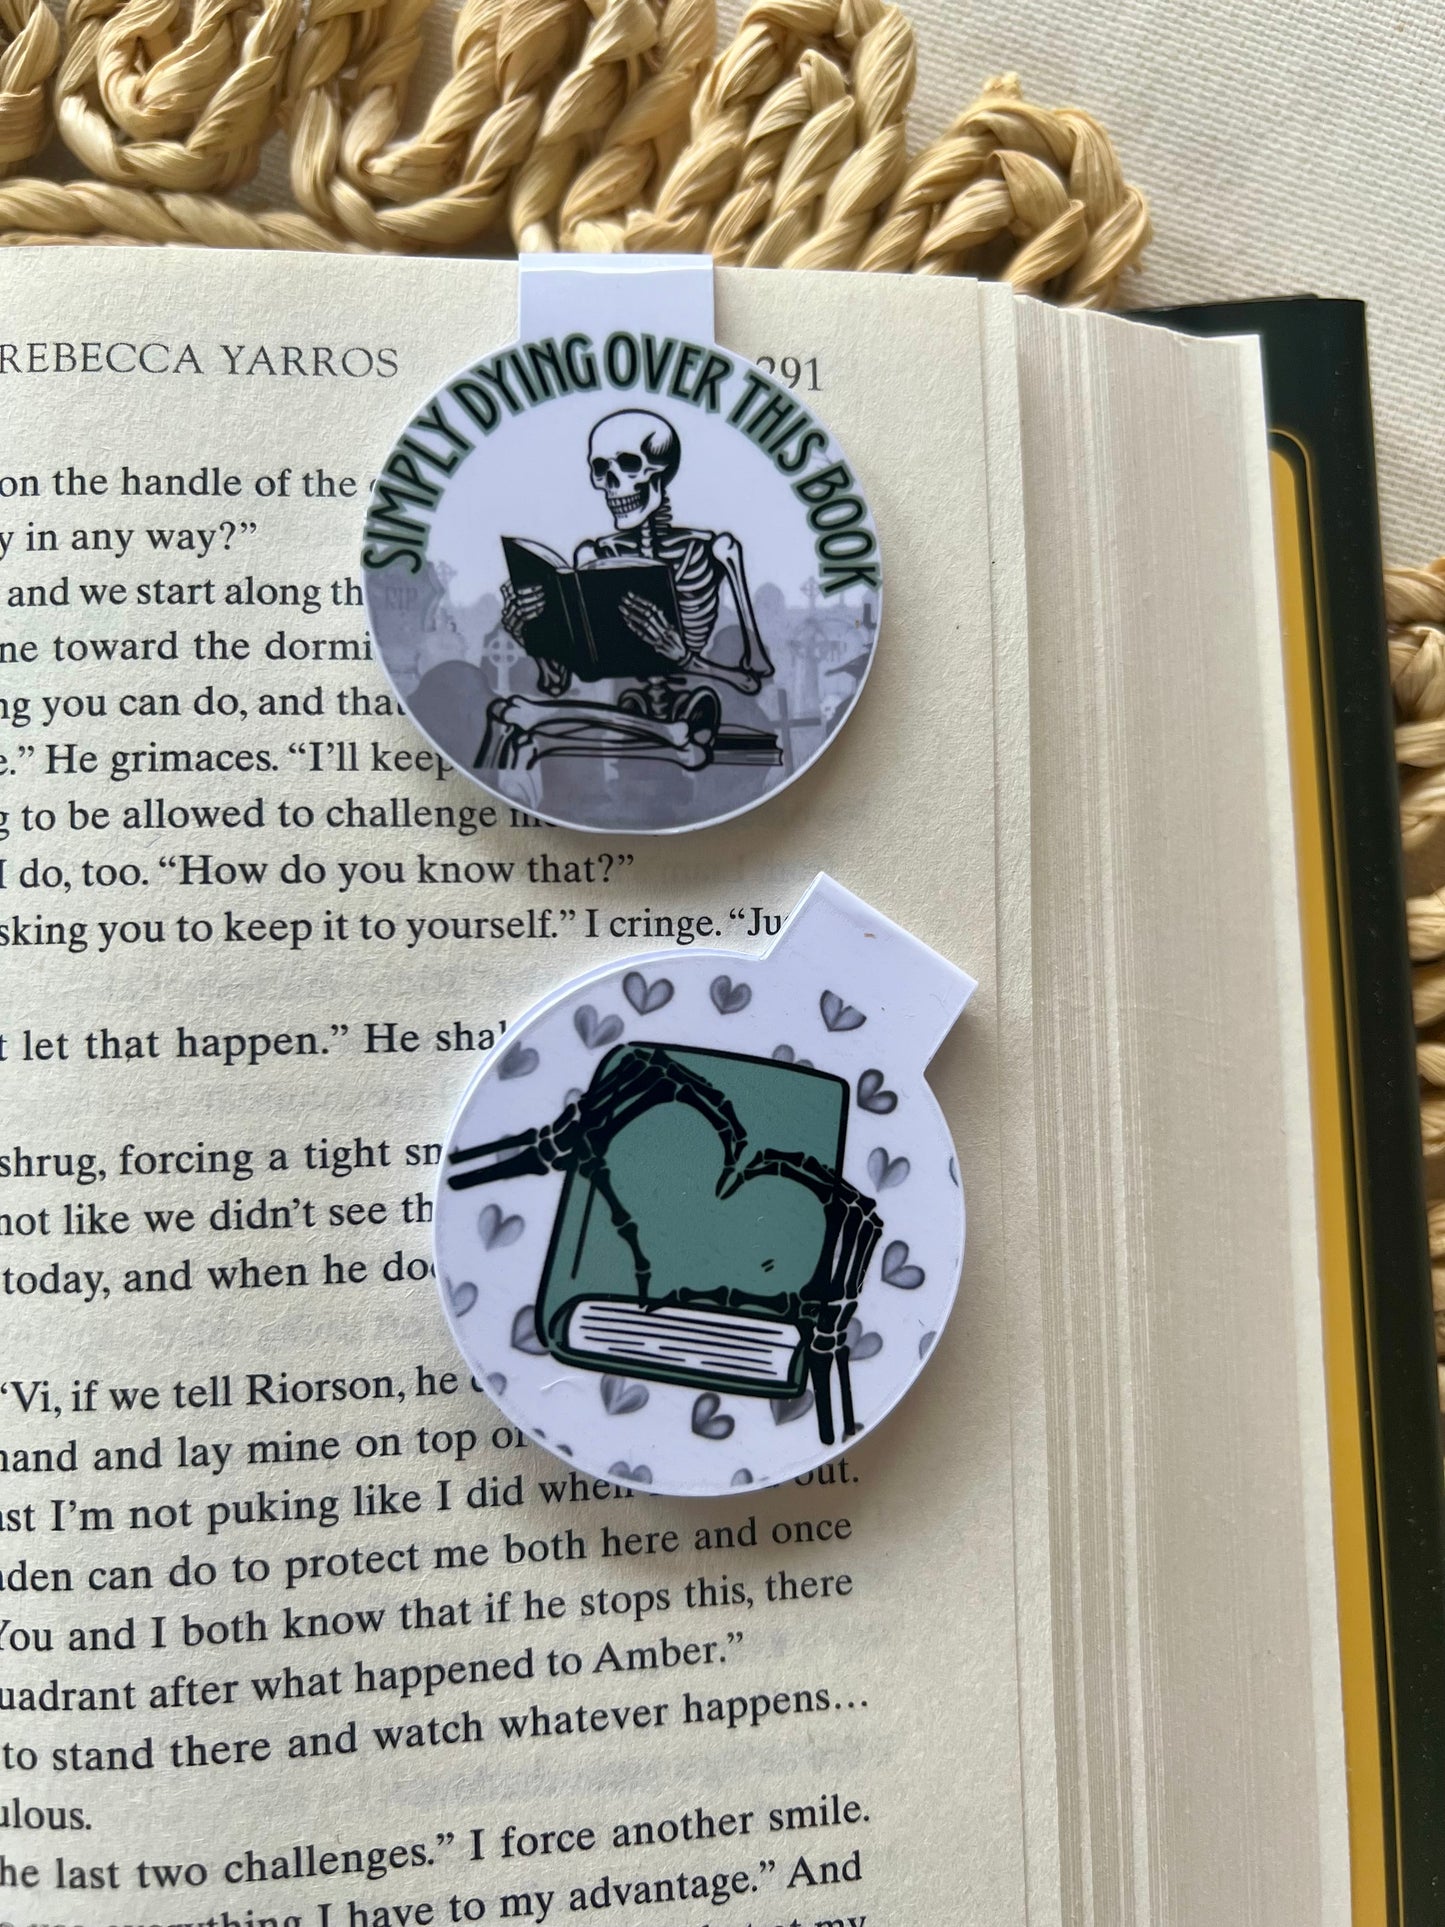 REBECCA YARROS
291
SIMPLY DYING OVER THIS BOOK
RIP
on the handle of the
y in any way?”
and we start along th
ne toward the dormi
ng you can do, and that
e.” He grimaces. “I’ll keep
g to be allowed to challenge
I do, too. “How do you know that?”
sking you to keep it to yourself.” I cringe. “Ju
t let that happen.” He sha
shrug, forcing a tight sm
not like we didn’t see th
today, and when he do
“Vi, if we tell Riorson, he
hand and lay mine on top of
ast I’m not puking like I did when out.
aden can do to protect me both here and once
You and I both know that if he stops this, there
uadrant after what happened to Amber.”
to stand there and watch whatever happens…
ulous.
he last two challenges.” I force another smile.
everything I have to my advantage.” And
my